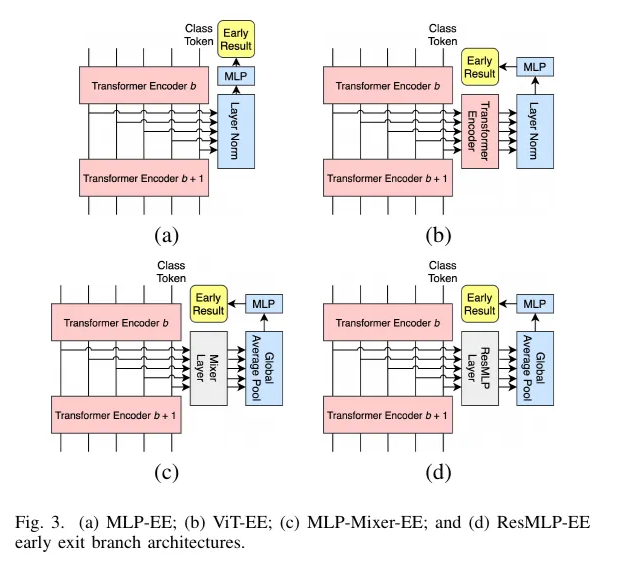 Class
Token
Early
Result
MLP
Transformer Encoder b
Layer Norm
Transformer Encoder b + 1
(a)
Class
Token
Early
Result
MLP
Transformer Encoder b
Transformer
Encoder
Layer Norm
Transformer Encoder b + 1
(b)
Class
Token
Early
Result
MLP
Transformer Encoder b
Mixer
Layer
Global
Average Pool
Transformer Encoder b + 1
(c)
Class
Token
Early
Result
MLP
Transformer Encoder b
ResMLP
Layer
Global
Average Pool
Transformer Encoder b + 1
(d)
Fig. 3. (a) MLP-EE; (b) ViT-EE; (c) MLP-Mixer-EE; and (d) ResMLP-EE
early exit branch architectures.